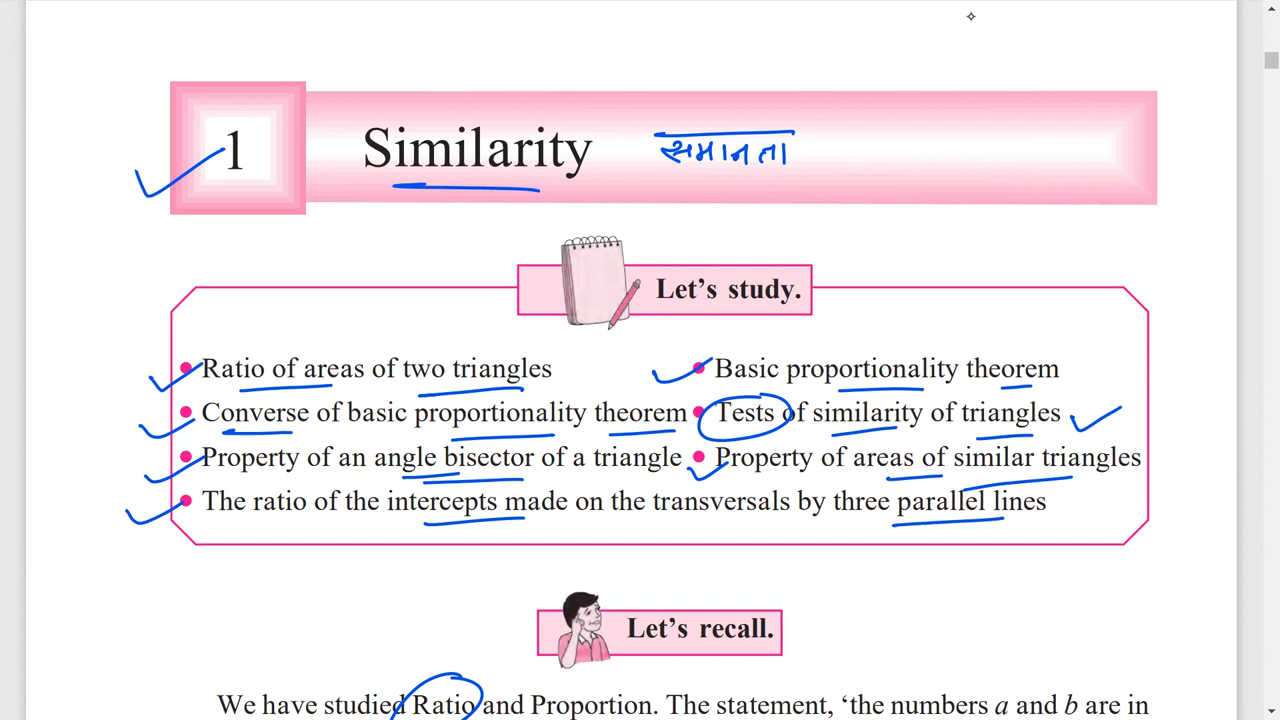 1
Similarity समानता
Let's study.
• Ratio of areas of two triangles • Basic proportionality theorem
• Converse of basic proportionality theorem • Tests of similarity of triangles
• Property of an angle bisector of a triangle • Property of areas of similar triangles
• The ratio of the intercepts made on the transversals by three parallel lines
Let's recall.
We have studied Ratio and Proportion. The statement, ‘the numbers a and b are in